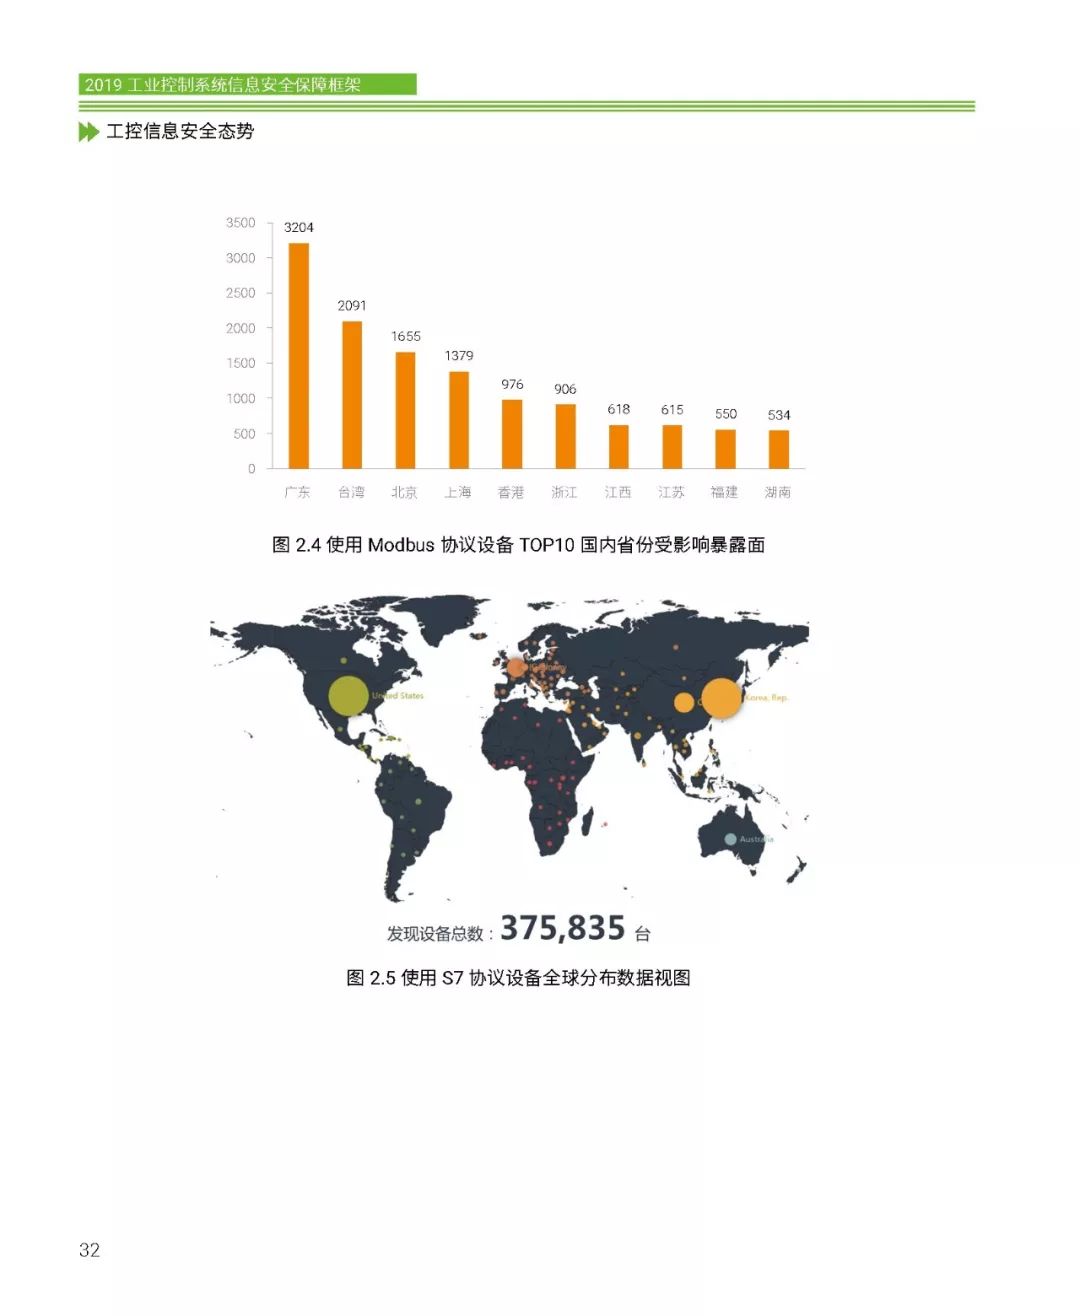 2019 工业控制系统信息安全保障框架
工控信息安全态势
3500
3000
2500
2000
1500
1000
500
0
3204
2091
1655
1379
976
906
618
615
550
534
广东 台湾 北京 上海 香港 浙江 江西 江苏 福建 湖南
图 2.4 使用 Modbus 协议设备 TOP10 国内省份受影响暴露面
United States
Germany
Korea, Rep.
Australia
发现设备总数：375,835 台
图 2.5 使用 S7 协议设备全球分布数据视图
32